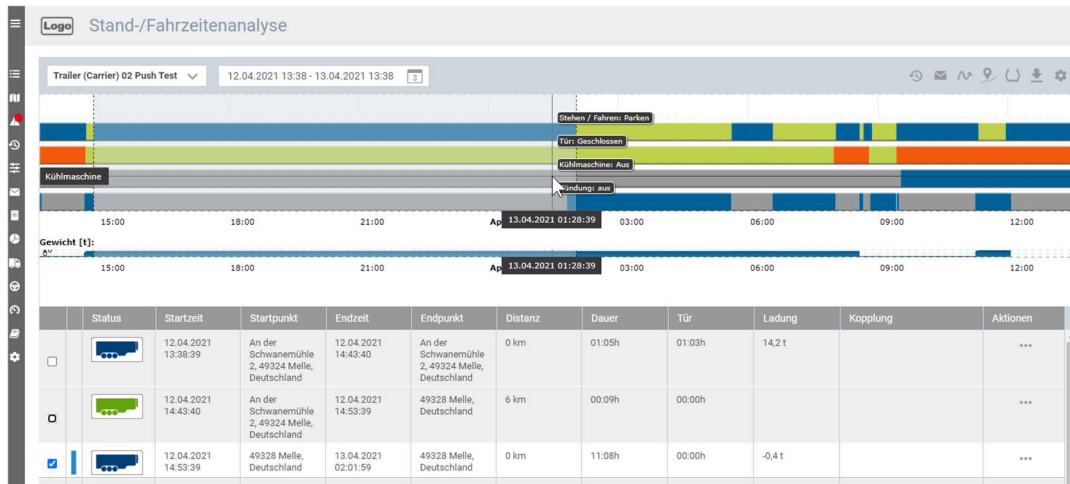 Logo Stand-/Fahrzeitenanalyse
Trailer (Carrier) 02 Push Test 12.04.2021 13:38 - 13.04.2021 13:38 3
Stehen / Fahren: Parken
Tür: Geschlossen
Kühlmaschine: Aus
Kühlmaschine
Zündung: aus
15:00 18:00 21:00 Ap 13.04.2021 01:28:39 03:00 06:00 09:00 12:00
Gewicht [t]:
15:00 18:00 21:00 Ap 13.04.2021 01:28:39 03:00 06:00 09:00 12:00
Status Startzeit Startpunkt Endzeit Endpunkt Distanz Dauer Tür Ladung Kopplung Aktionen
12.04.2021 An der 12.04.2021 An der 0 km 01:05h 01:03h 14,2 t
13:38:39 Schwanemühle 14:43:40 Schwanemühle
2, 49324 Melle, 2, 49324 Melle,
Deutschland Deutschland
12.04.2021 An der 12.04.2021 49328 Melle, 6 km 00:09h 00:00h
14:43:40 Schwanemühle 14:53:39 Deutschland
2, 49324 Melle,
Deutschland
12.04.2021 49328 Melle, 13.04.2021 49328 Melle, 0 km 11:08h 00:00h -0,4 t
14:53:39 Deutschland 02:01:59 Deutschland